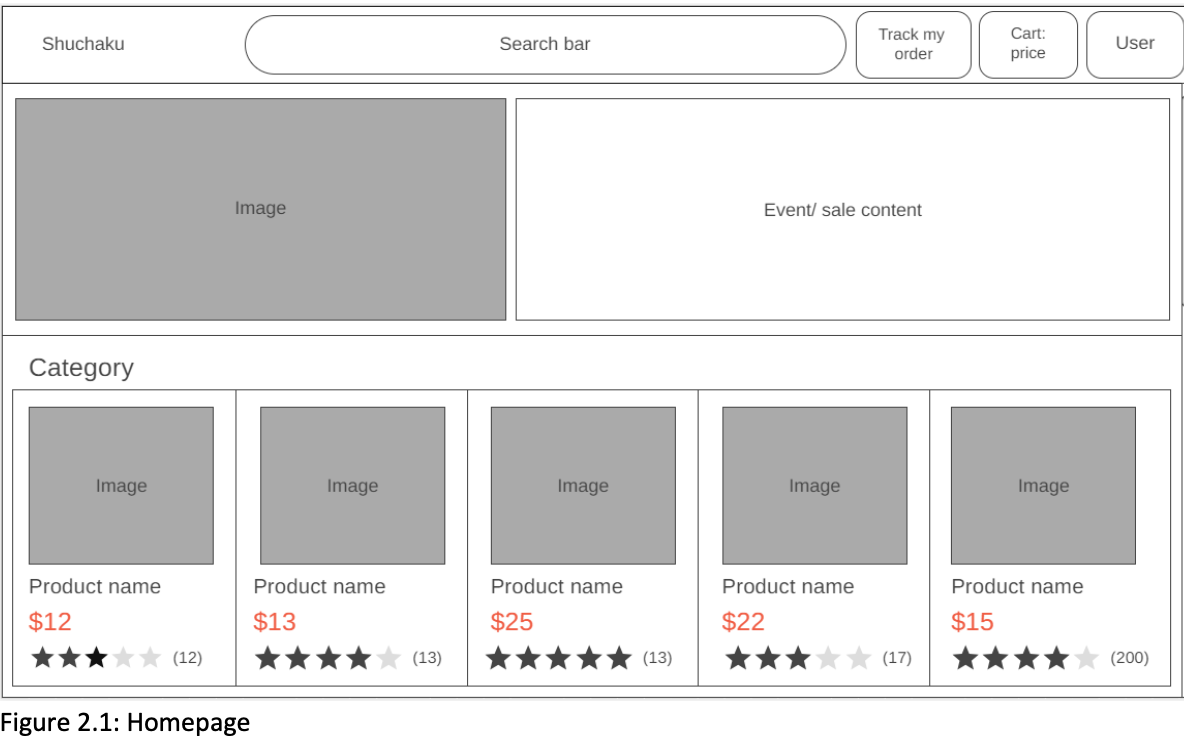 Shuchaku
Search bar
Track my
order
Cart:
price
User
Image
Event/ sale content
Category
Image
Image
Image
Image
Image
Product name
Product name
Product name
Product name
Product name
$12
$13
$25
$22
$15
(12)
(13)
(13)
(17)
(200)
Figure 2.1: Homepage